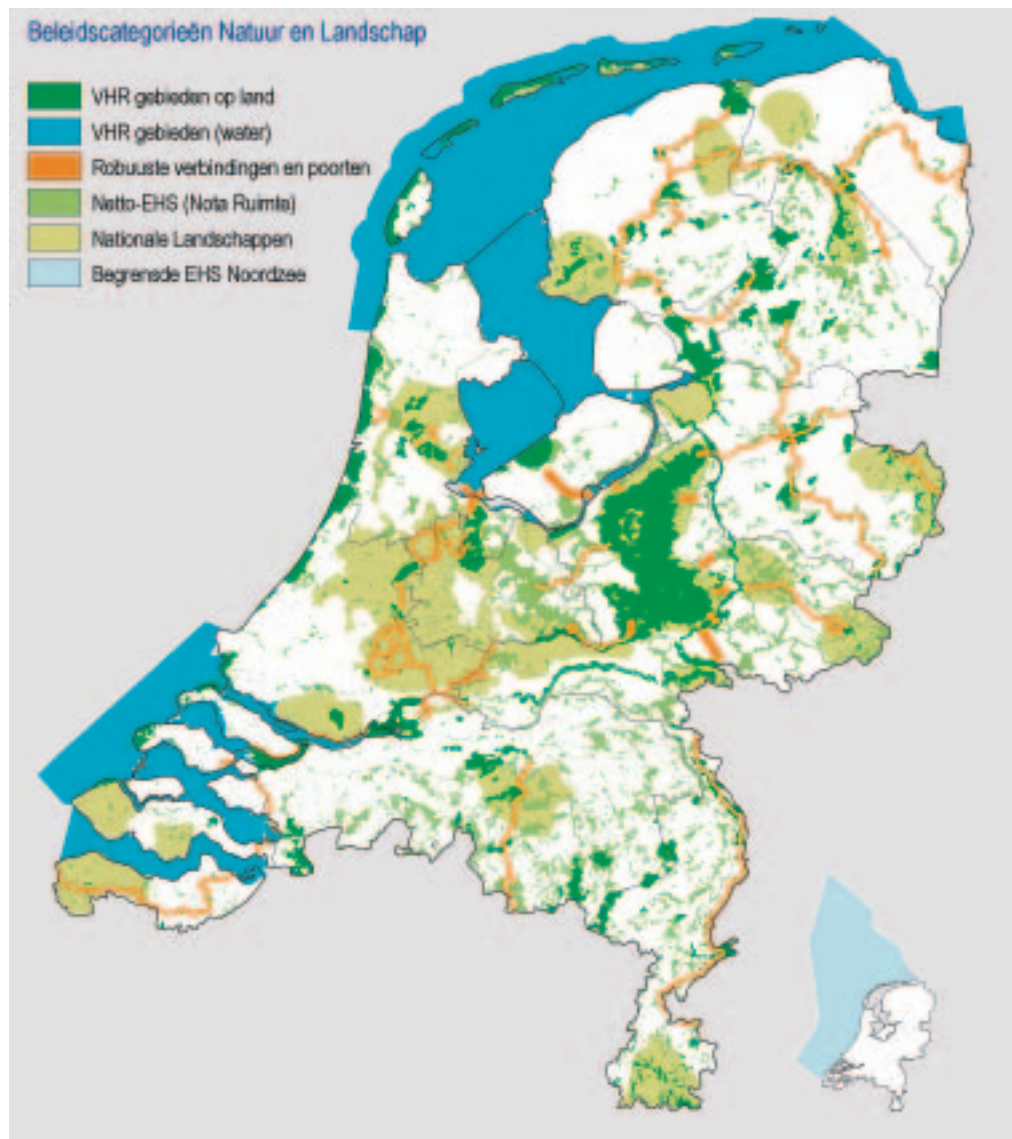 Beleidscategorieën Natuur en Landschap
VHR gebieden op land
VHR gebieden (water)
Robuuste verbindingen en poorten
Netto-EHS (Nota Ruimte)
Nationale Landschappen
Begrensde EHS Noordzee